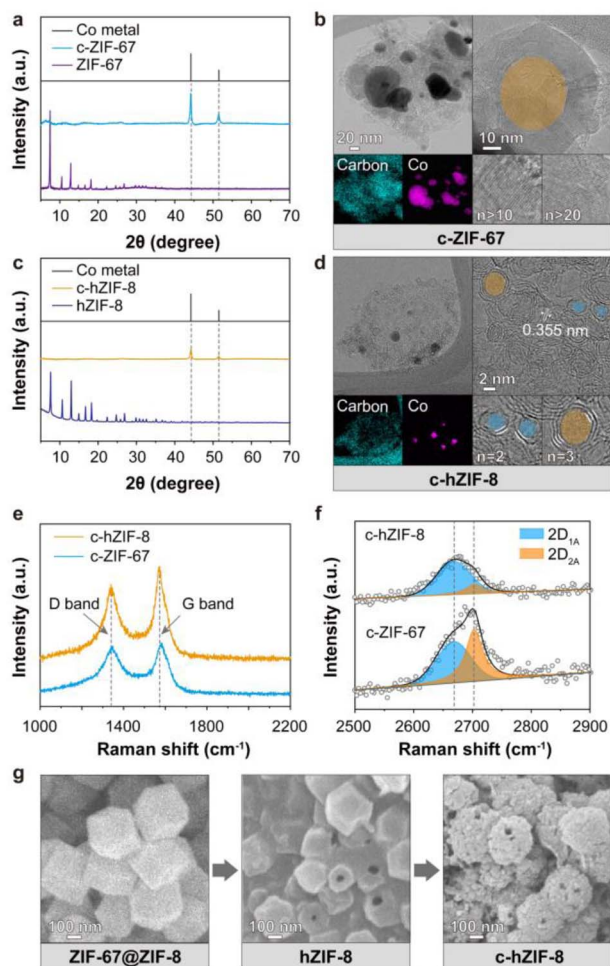 a
Co metal
c-ZIF-67
ZIF-67
Intensity (a.u.)
10 20 30 40 50 60 70
2θ (degree)
b
20 nm
10 nm
Carbon
Co
n>10
n>20
c-ZIF-67
c
Co metal
c-hZIF-8
hZIF-8
Intensity (a.u.)
10 20 30 40 50 60 70
2θ (degree)
d
0.355 nm
2 nm
Carbon
Co
n=2
n=3
c-hZIF-8
e
c-hZIF-8
c-ZIF-67
D band
G band
Intensity (a.u.)
1000 1400 1800 2200
Raman shift (cm-1)
f
c-hZIF-8
2D1A
2D2A
c-ZIF-67
Intensity (a.u.)
2500 2600 2700 2800 2900
Raman shift (cm-1)
g
100 nm
100 nm
100 nm
ZIF-67@ZIF-8
hZIF-8
c-hZIF-8